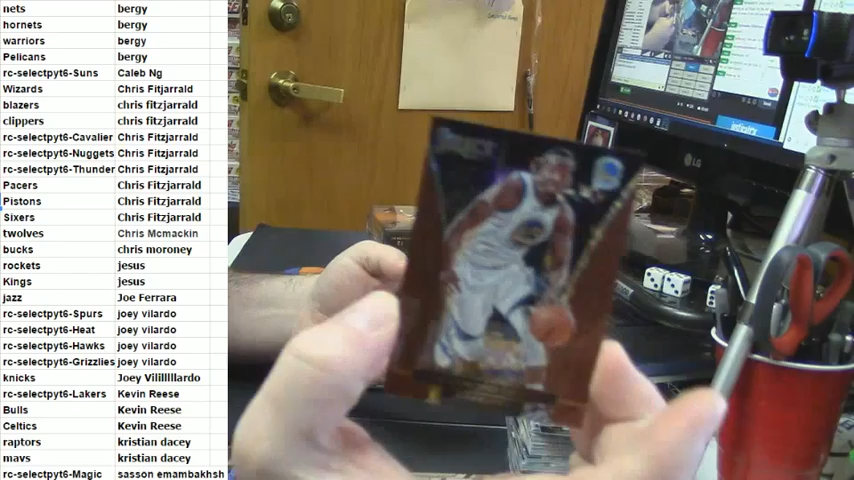 nets bergy
hornets bergy
warriors bergy
Pelicans bergy
rc-selectpyt6-Suns Caleb Ng
Wizards Chris Fitjarrald
blazers chris fitzjarrald
clippers chris fitzjarrald
rc-selectpyt6-Cavalier Chris Fitzjarrald
rc-selectpyt6-Nuggets Chris Fitzjarrald
rc-selectpyt6-Thunder Chris Fitzjarrald
Pacers Chris Fitzjarrald
Pistons Chris Fitzjarrald
Sixers Chris Fitzjarrald
twolves Chris Mcmackin
bucks chris moroney
rockets jesus
Kings jesus
jazz Joe Ferrara
rc-selectpyt6-Spurs joey vilardo
rc-selectpyt6-Heat joey vilardo
rc-selectpyt6-Hawks joey vilardo
rc-selectpyt6-Grizzlies joey vilardo
knicks Joey Vililllllardo
rc-selectpyt6-Lakers Kevin Reese
Bulls Kevin Reese
Celtics Kevin Reese
raptors kristian dacey
mavs kristian dacey
rc-selectpyt6-Magic sasson emambakhsh
LG